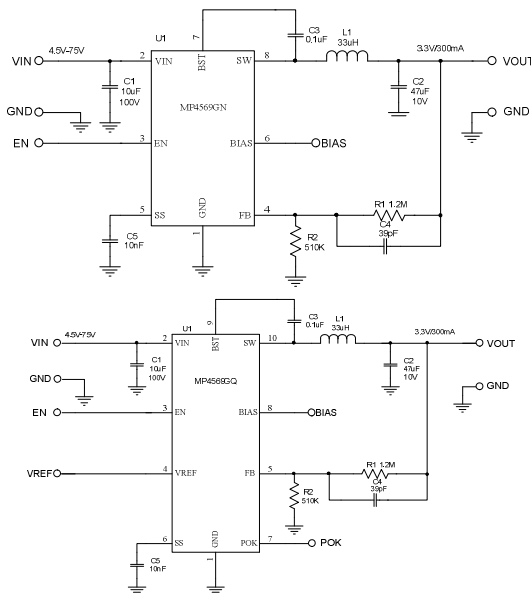 U1
C3
0.1uF
L1
33uH
3.3V/300mA
7
4.5V-75V
VIN
2
VIN
BST
SW
8
VOUT
C1
10uF
100V
C2
47uF
10V
GND
MP4569GN
GND
EN
3
EN
BIAS
6
BIAS
5
SS
GND
FB
4
R1 1.2M
C4
39pF
C5
10nF
1
R2
510K
U1
9
C3
0.1uF
L1
33uH
3.3V/300mA
4.5V-75V
VIN
2
VIN
BST
SW
10
VOUT
C1
10uF
100V
C2
47uF
10V
GND
MP4569GQ
GND
EN
3
EN
BIAS
8
BIAS
VREF
4
VREF
FB
5
R1 1.2M
C4
39pF
R2
510K
6
SS
GND
POK
7
POK
C5
10nF
1